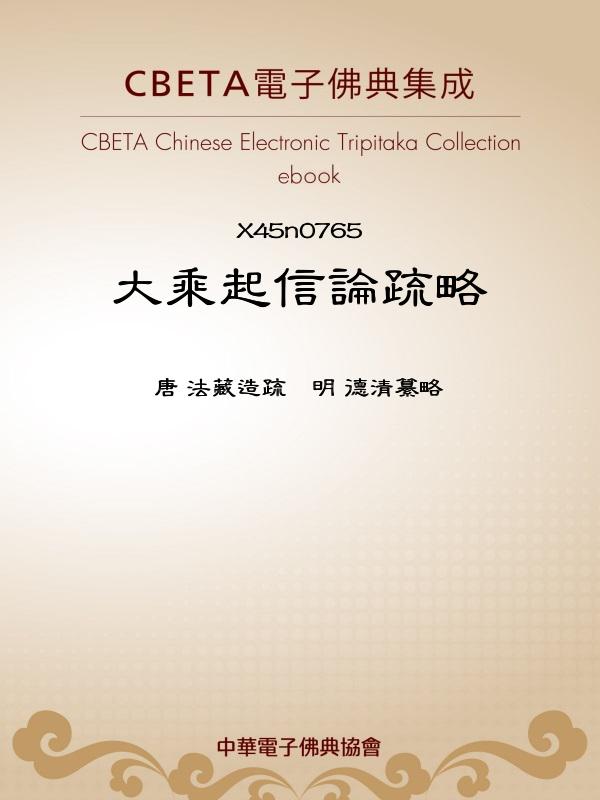 CBETA電子佛典集成
CBETA Chinese Electronic Tripitaka Collection
ebook
X45n0765
大乘起信論疏略
唐 法藏造疏　明 德清纂略
中華電子佛典協會